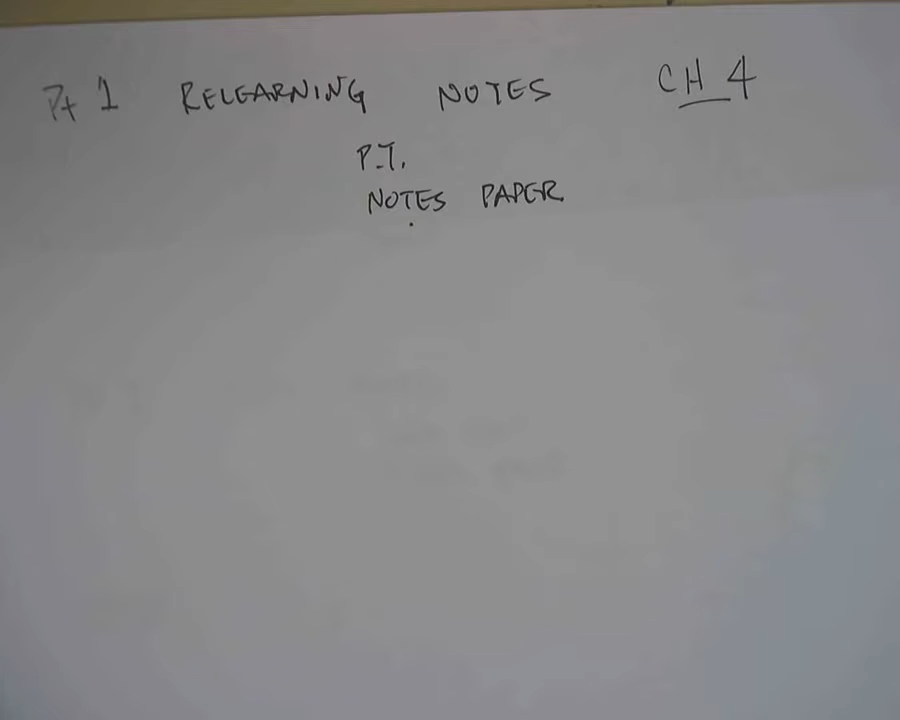 Pt 1 RELEARNING NOTES CH 4
P.T.
NOTES PAPER